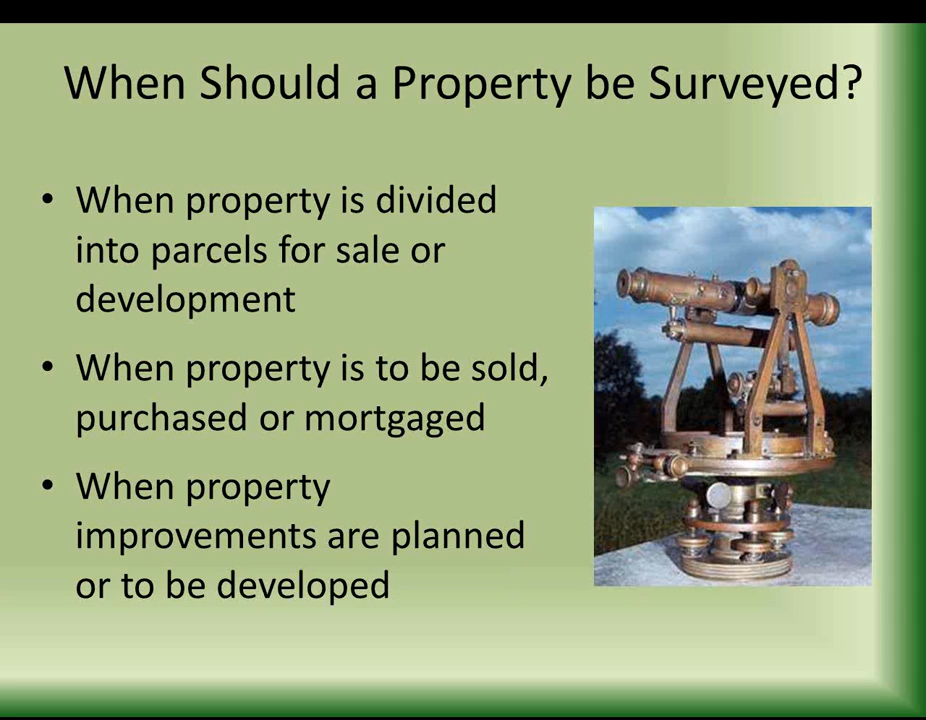 When Should a Property be Surveyed?
• When property is divided
into parcels for sale or
development
• When property is to be sold,
purchased or mortgaged
• When property
improvements are planned
or to be developed